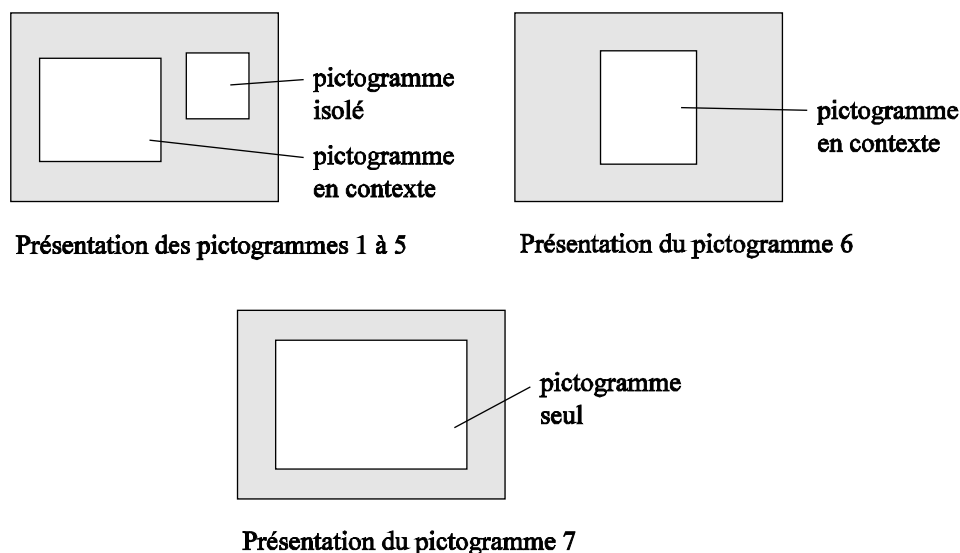 pictogramme
isolé
pictogramme
en contexte
Présentation des pictogrammes 1 à 5
pictogramme
en contexte
Présentation du pictogramme 6
pictogramme
seul
Présentation du pictogramme 7